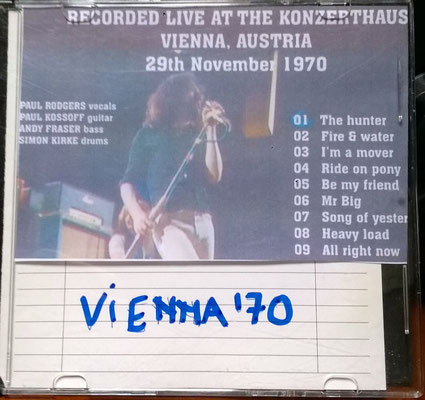 RECORDED LIVE AT THE KONZERTHAUS
VIENNA, AUSTRIA
29th November 1970
PAUL RODGERS vocals
PAUL KOSSOFF guitar
ANDY FRASER bass
SIMON KIRKE drums
01 The hunter
02 Fire & water
03 I'm a mover
04 Ride on pony
05 Be my friend
06 Mr Big
07 Song of yester
08 Heavy load
09 All right now
ViENNA '70